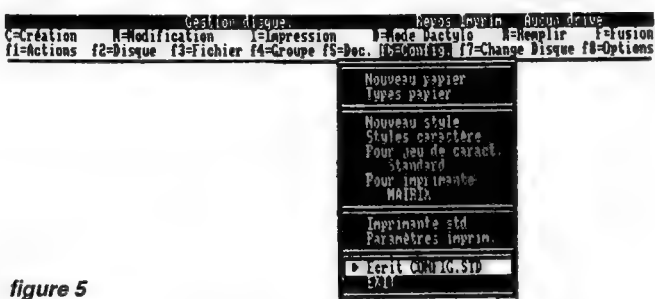 Gestion disque. Repos Imprim Aucun drive
C=Création M=Modification I=Impression D=Mode Dactylo R=Remplir F=Fusion
f1=Actions f2=Disque f3=Fichier f4=Groupe f5=Doc. f6=Config. f7=Change Disque f8=Options
Nouveau papier
Types papier
Nouveau style
Styles caractère
Pour jeu de caract.
Standard
Pour imprimante
MATRIX
Imprimante std
Paramètres imprim.
Ecrit CONFIG.STD
EXIT
figure 5